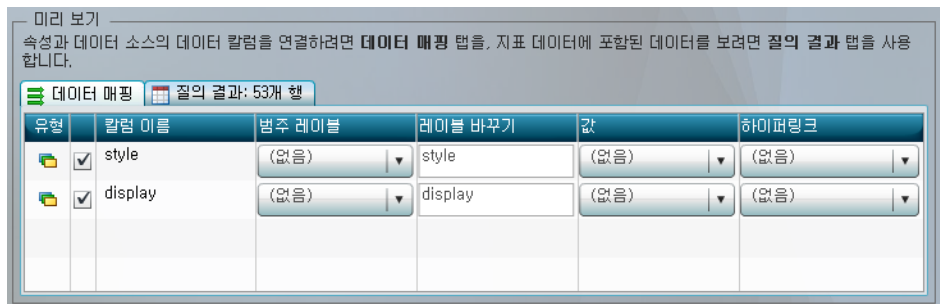 미리 보기
속성과 데이터 소스의 데이터 칼럼을 연결하려면 데이터 매핑 탭을, 지표 데이터에 포함된 데이터를 보려면 질의 결과 탭을 사용
합니다.
데이터 매핑 질의 결과: 53개 행
유형 칼럼 이름 범주 레이블 레이블 바꾸기 값 하이퍼링크
style (없음) style (없음) (없음)
display (없음) display (없음) (없음)